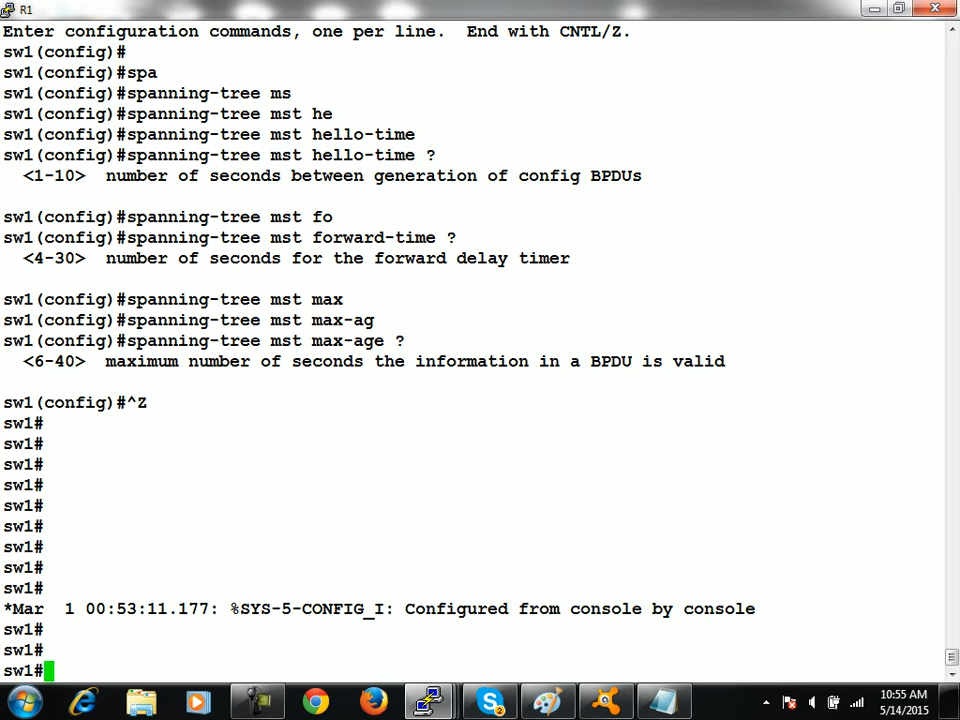 R1
Enter configuration commands, one per line.  End with CNTL/Z.
sw1(config)#
sw1(config)#spa
sw1(config)#spanning-tree ms
sw1(config)#spanning-tree mst he
sw1(config)#spanning-tree mst hello-time
sw1(config)#spanning-tree mst hello-time ?
  <1-10>  number of seconds between generation of config BPDUs
sw1(config)#spanning-tree mst fo
sw1(config)#spanning-tree mst forward-time ?
  <4-30>  number of seconds for the forward delay timer
sw1(config)#spanning-tree mst max
sw1(config)#spanning-tree mst max-ag
sw1(config)#spanning-tree mst max-age ?
  <6-40>  maximum number of seconds the information in a BPDU is valid
sw1(config)#^Z
sw1#
sw1#
sw1#
sw1#
sw1#
sw1#
sw1#
sw1#
sw1#
*Mar  1 00:53:11.177: %SYS-5-CONFIG_I: Configured from console by console
sw1#
sw1#
sw1#
2
10:55 AM
5/14/2015